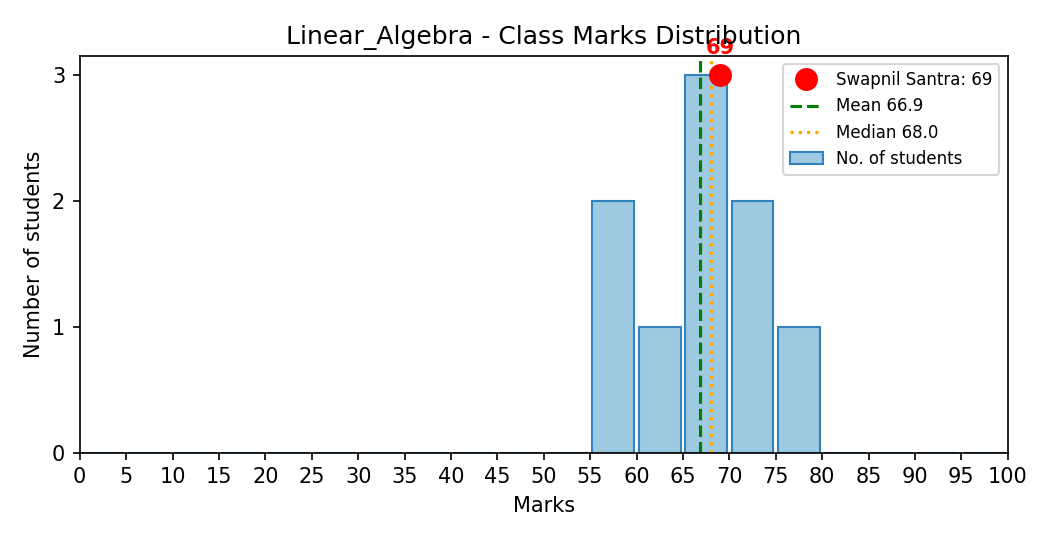 Linear_Algebra - Class Marks Distribution
69
Swapnil Santra: 69
Mean 66.9
Median 68.0
No. of students
Number of students
3
2
1
0
0 5 10 15 20 25 30 35 40 45 50 55 60 65 70 75 80 85 90 95 100
Marks